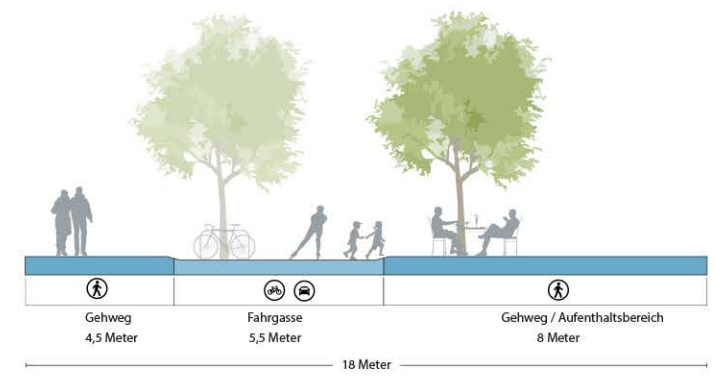 Gehweg
4,5 Meter
Fahrgasse
5,5 Meter
Gehweg / Aufenthaltsbereich
8 Meter
18 Meter